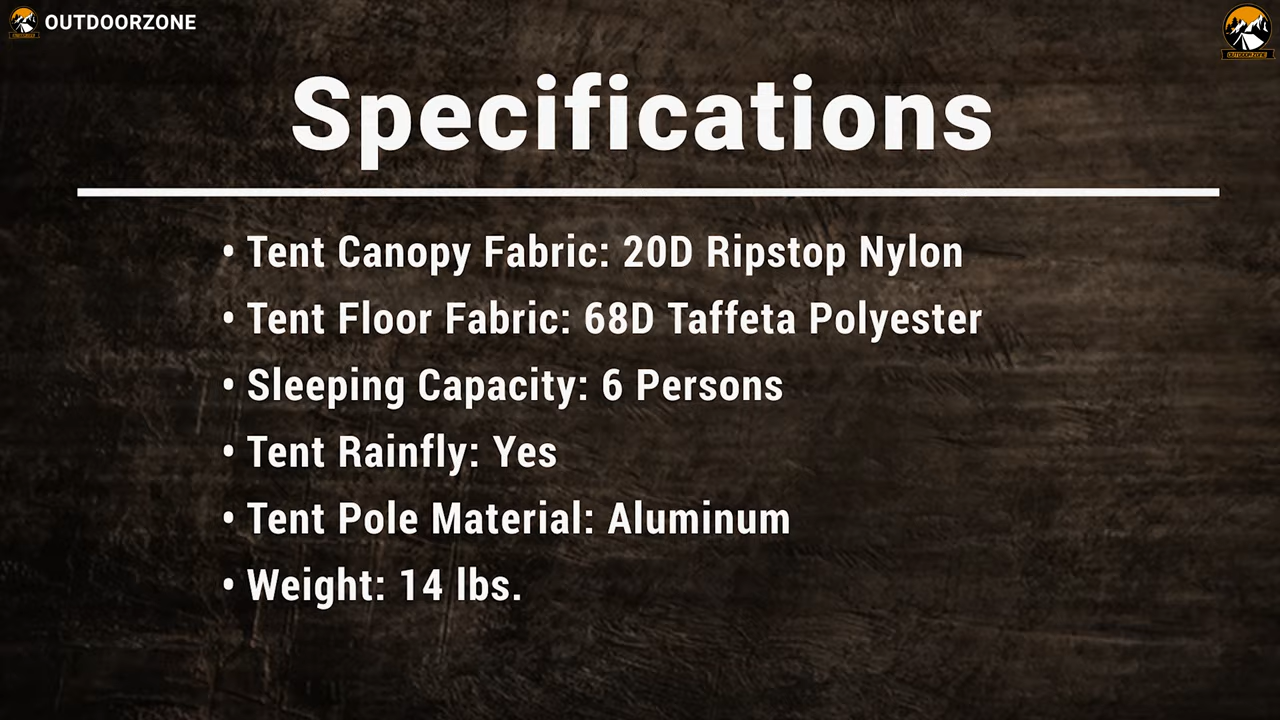 OUTDOORZONE
OUTDOORZONE
Specifications
• Tent Canopy Fabric: 20D Ripstop Nylon
• Tent Floor Fabric: 68D Taffeta Polyester
• Sleeping Capacity: 6 Persons
• Tent Rainfly: Yes
• Tent Pole Material: Aluminum
• Weight: 14 lbs.